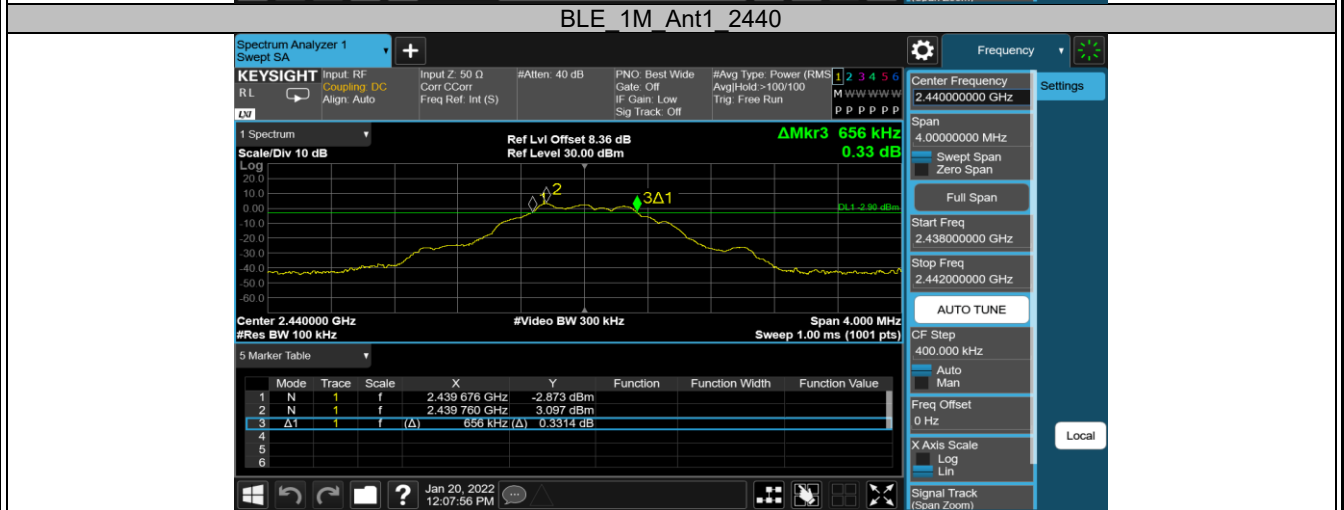 (Span Zoom)
BLE_1M_Ant1_2440
Spectrum Analyzer 1
Swept SA
+
Frequency
KEYSIGHT Input: RF Input Z: 50 Ω #Atten: 40 dB PNO: Best Wide #Avg Type: Power (RMS 1 2 3 4 5 6
RL Coupling: DC Corr CCorr Gate: Off Avg|Hold:>100/100 M W W W W W
Align: Auto Freq Ref: Int (S) IF Gain: Low Trig: Free Run
LXI Sig Track: Off P P P P P P
Center Frequency
2.440000000 GHz
Settings
1 Spectrum
Ref Lvl Offset 8.36 dB
ΔMkr3 656 kHz
Scale/Div 10 dB
Ref Level 30.00 dBm
0.33 dB
Log
20.0
10.0
0.00
-10.0
-20.0
-30.0
-40.0
-50.0
-60.0
1
2
3Δ1
DL1 -2.90 dBm
Center 2.440000 GHz #Video BW 300 kHz Span 4.000 MHz
#Res BW 100 kHz Sweep 1.00 ms (1001 pts)
Span
4.00000000 MHz
Swept Span
Zero Span
Full Span
Start Freq
2.438000000 GHz
Stop Freq
2.442000000 GHz
AUTO TUNE
CF Step
400.000 kHz
Auto
Man
Freq Offset
0 Hz
X Axis Scale
Log
Lin
Signal Track
(Span Zoom)
Local
5 Marker Table
Mode Trace Scale X Y Function Function Width Function Value
1 N 1 f 2.439 676 GHz -2.873 dBm
2 N 1 f 2.439 760 GHz 3.097 dBm
3 Δ1 1 f (Δ) 656 kHz (Δ) 0.3314 dB
4
5
6
? Jan 20, 2022
12:07:56 PM